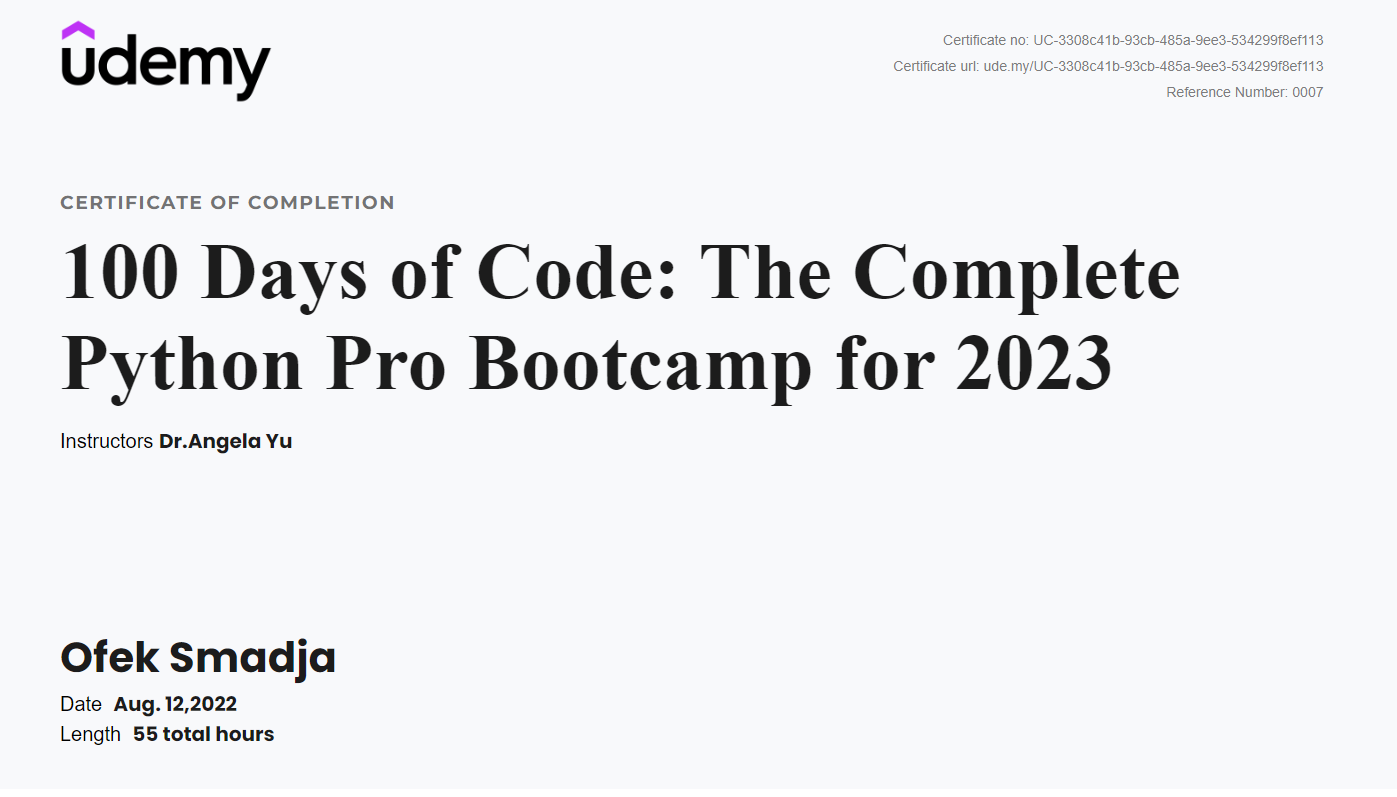 udemy
Certificate no: UC-3308c41b-93cb-485a-9ee3-534299f8ef113
Certificate url: ude.my/UC-3308c41b-93cb-485a-9ee3-534299f8ef113
Reference Number: 0007
CERTIFICATE OF COMPLETION
100 Days of Code: The Complete
Python Pro Bootcamp for 2023
Instructors Dr.Angela Yu
Ofek Smadja
Date Aug. 12,2022
Length 55 total hours